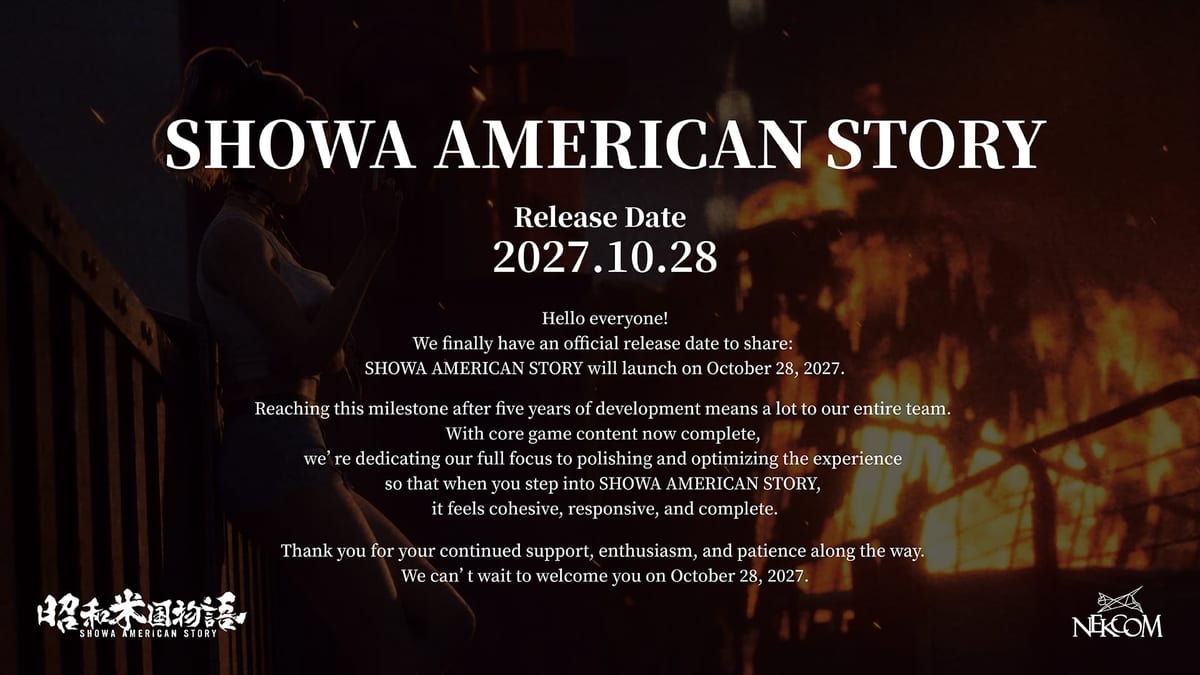 SHOWA AMERICAN STORY
Release Date
2027.10.28
Hello everyone!
We finally have an official release date to share:
SHOWA AMERICAN STORY will launch on October 28, 2027.
Reaching this milestone after five years of development means a lot to our entire team.
With core game content now complete,
we’re dedicating our full focus to polishing and optimizing the experience
so that when you step into SHOWA AMERICAN STORY,
it feels cohesive, responsive, and complete.
Thank you for your continued support, enthusiasm, and patience along the way.
We can’t wait to welcome you on October 28, 2027.
昭和米国物語
SHOWA AMERICAN STORY
NEKCOM